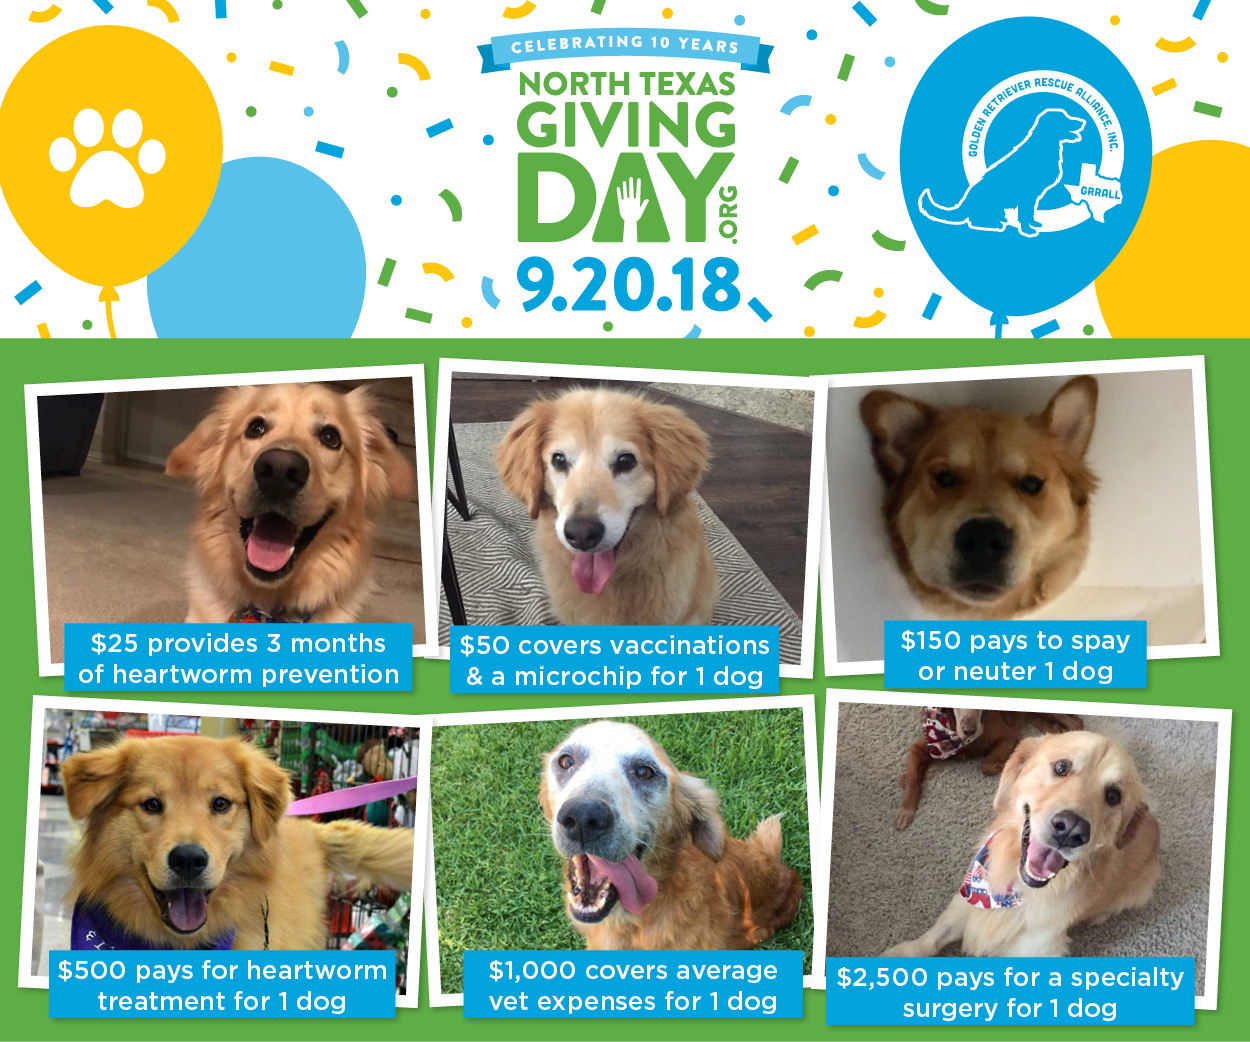 CELEBRATING 10 YEARS
NORTH TEXAS
GIVING
DAY
.ORG
9.20.18
GOLDEN RETRIEVER RESCUE ALLIANCE, INC.
GRRALL
$25 provides 3 months
of heartworm prevention
$50 covers vaccinations
& a microchip for 1 dog
$150 pays to spay
or neuter 1 dog
$500 pays for heartworm
treatment for 1 dog
$1,000 covers average
vet expenses for 1 dog
$2,500 pays for a specialty
surgery for 1 dog